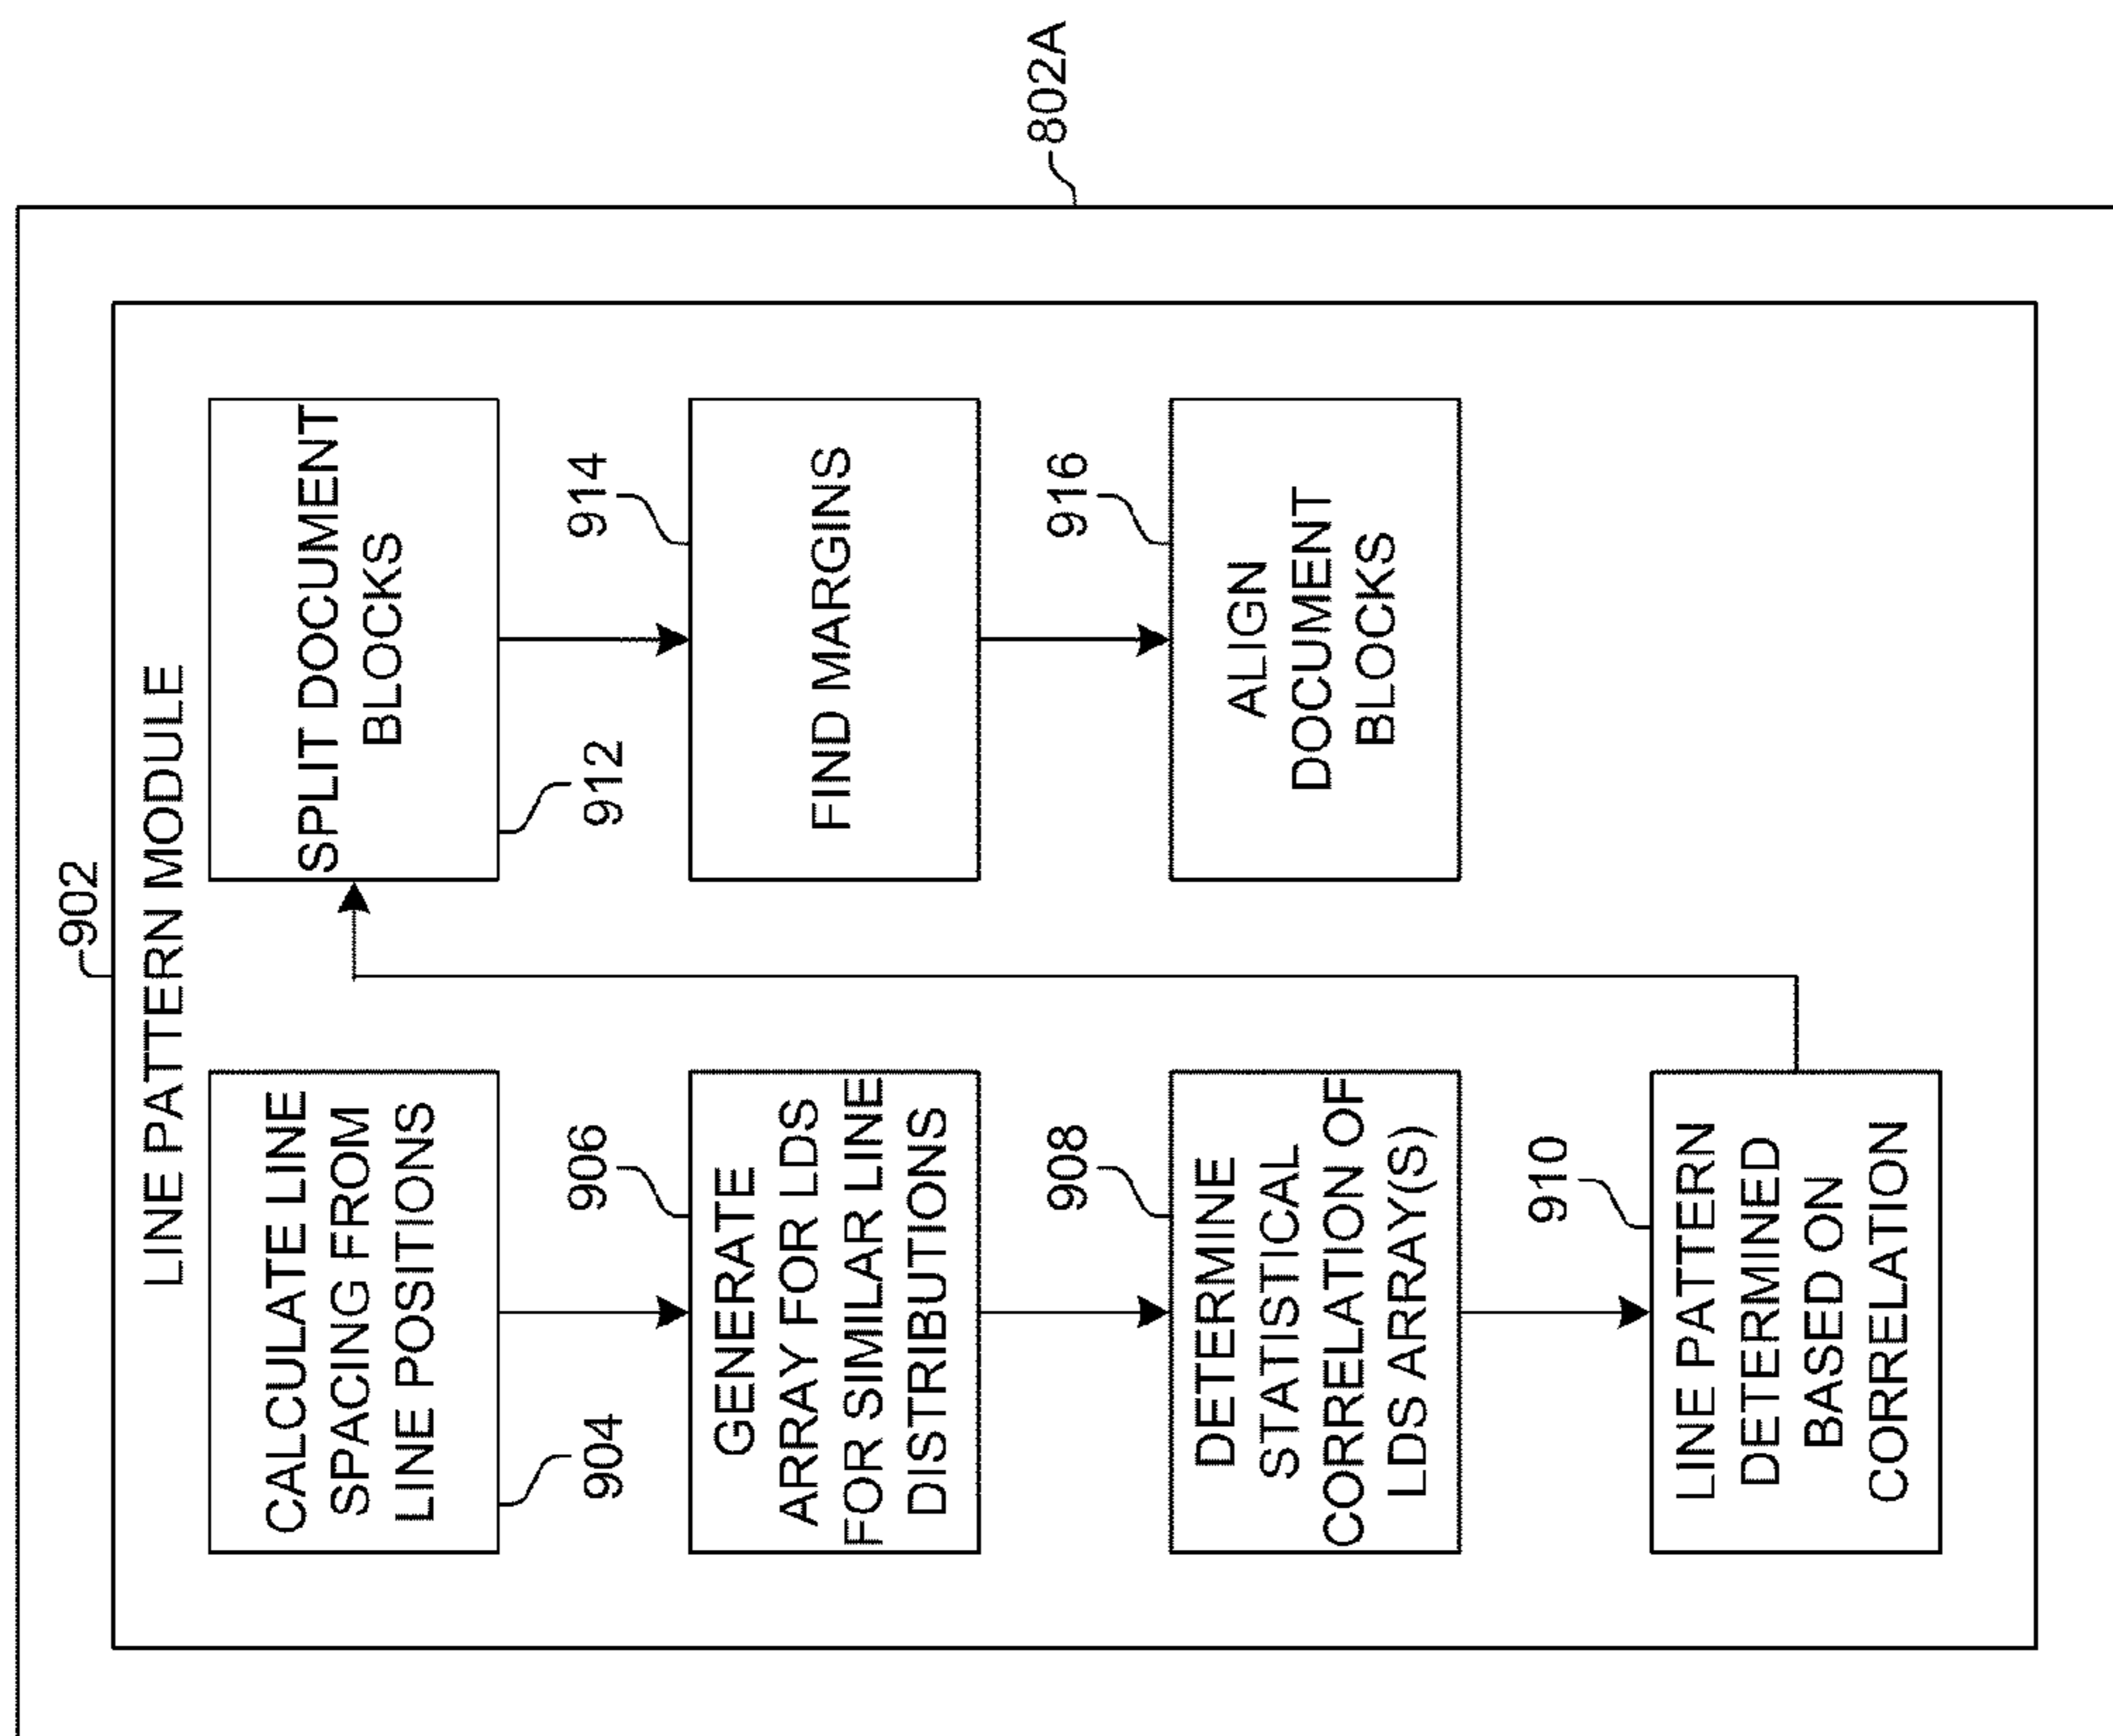 802A
902
LINE PATTERN MODULE
CALCULATE LINE
SPACING FROM
LINE POSITIONS
904
906
GENERATE
ARRAY FOR LDS
FOR SIMILAR LINE
DISTRIBUTIONS
908
DETERMINE
STATISTICAL
CORRELATION OF
LDS ARRAY(S)
910
LINE PATTERN
DETERMINED
BASED ON
CORRELATION
SPLIT DOCUMENT
BLOCKS
912
914
FIND MARGINS
916
ALIGN
DOCUMENT
BLOCKS